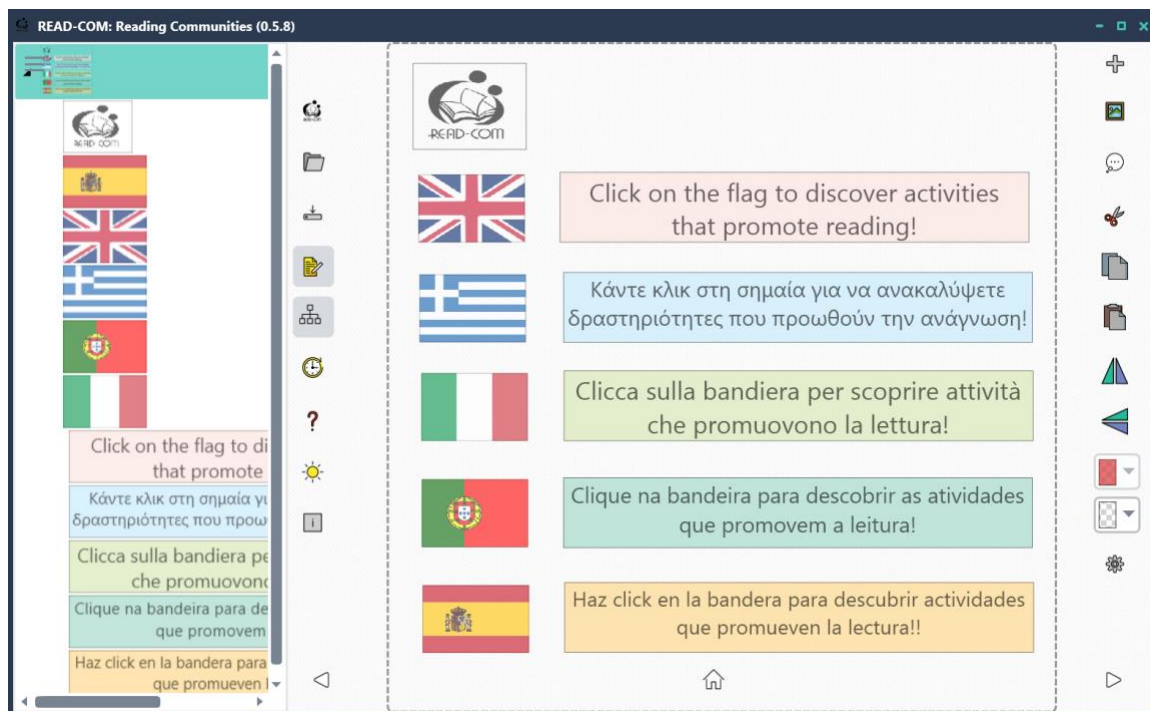 READ-COM: Reading Communities (0.5.8)
READ-COM
Click on the flag to di
that promote
Κάντε κλικ στη σημαία γι
δραστηριότητες που προω
Clicca sulla bandiera pe
che promuovono
Clique na bandeira para de
que promovem
Haz click en la bandera para
que promueven l
READ-COM
?
i
READ-COM
Click on the flag to discover activities
that promote reading!
Κάντε κλικ στη σημαία για να ανακαλύψετε
δραστηριότητες που προωθούν την ανάγνωση!
Clicca sulla bandiera per scoprire attività
che promuovono la lettura!
Clique na bandeira para descobrir as atividades
que promovem a leitura!
Haz click en la bandera para descubrir actividades
que promueven la lectura!!